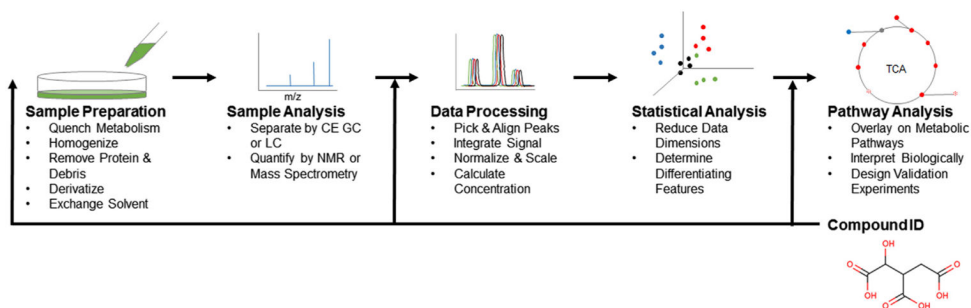 m/z
TCA
Sample Preparation
• Quench Metabolism
• Homogenize
• Remove Protein &
Debris
• Derivatize
• Exchange Solvent
Sample Analysis
• Separate by CE GC
or LC
• Quantify by NMR or
Mass Spectrometry
Data Processing
• Pick & Align Peaks
• Integrate Signal
• Normalize & Scale
• Calculate
Concentration
Statistical Analysis
• Reduce Data
Dimensions
• Determine
Differentiating
Features
Pathway Analysis
• Overlay on Metabolic
Pathways
• Interpret Biologically
• Design Validation
Experiments
Compound ID
OH
O
O
OH
OH
O
OH